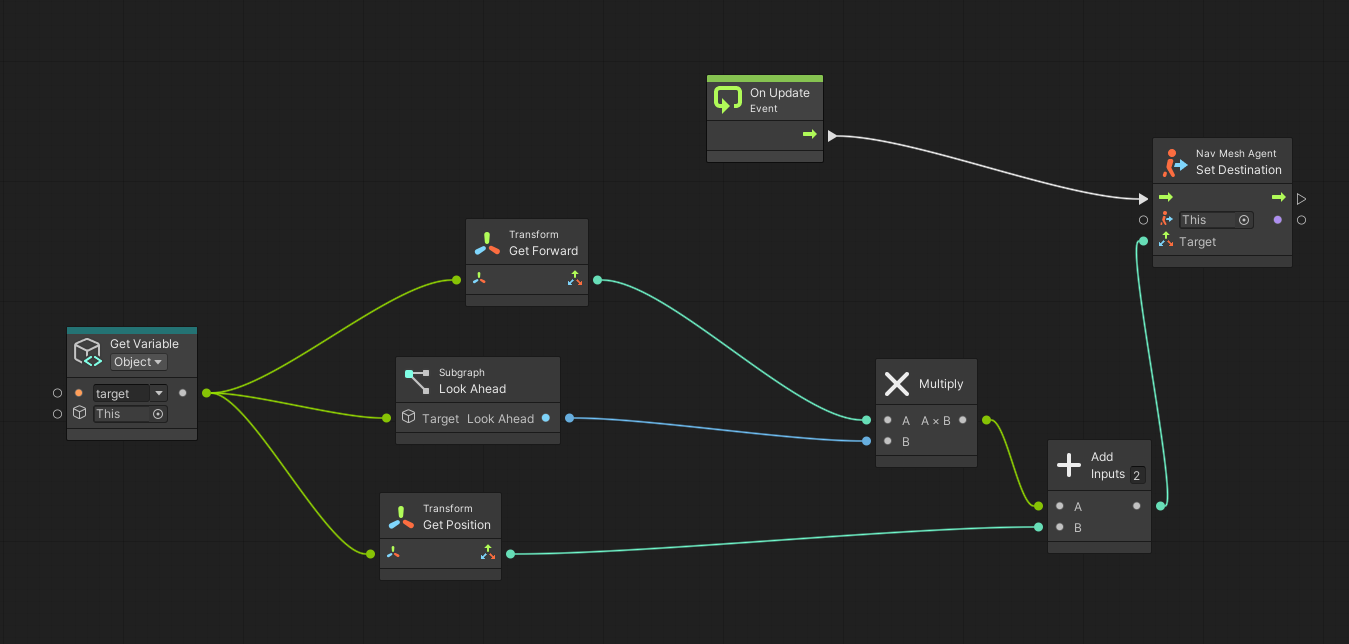 On Update
Event
Nav Mesh Agent
Set Destination
This
Target
Transform
Get Forward
Get Variable
Object
target
This
Subgraph
Look Ahead
Target Look Ahead
Multiply
A A × B
B
Add
Inputs 2
A
B
Transform
Get Position